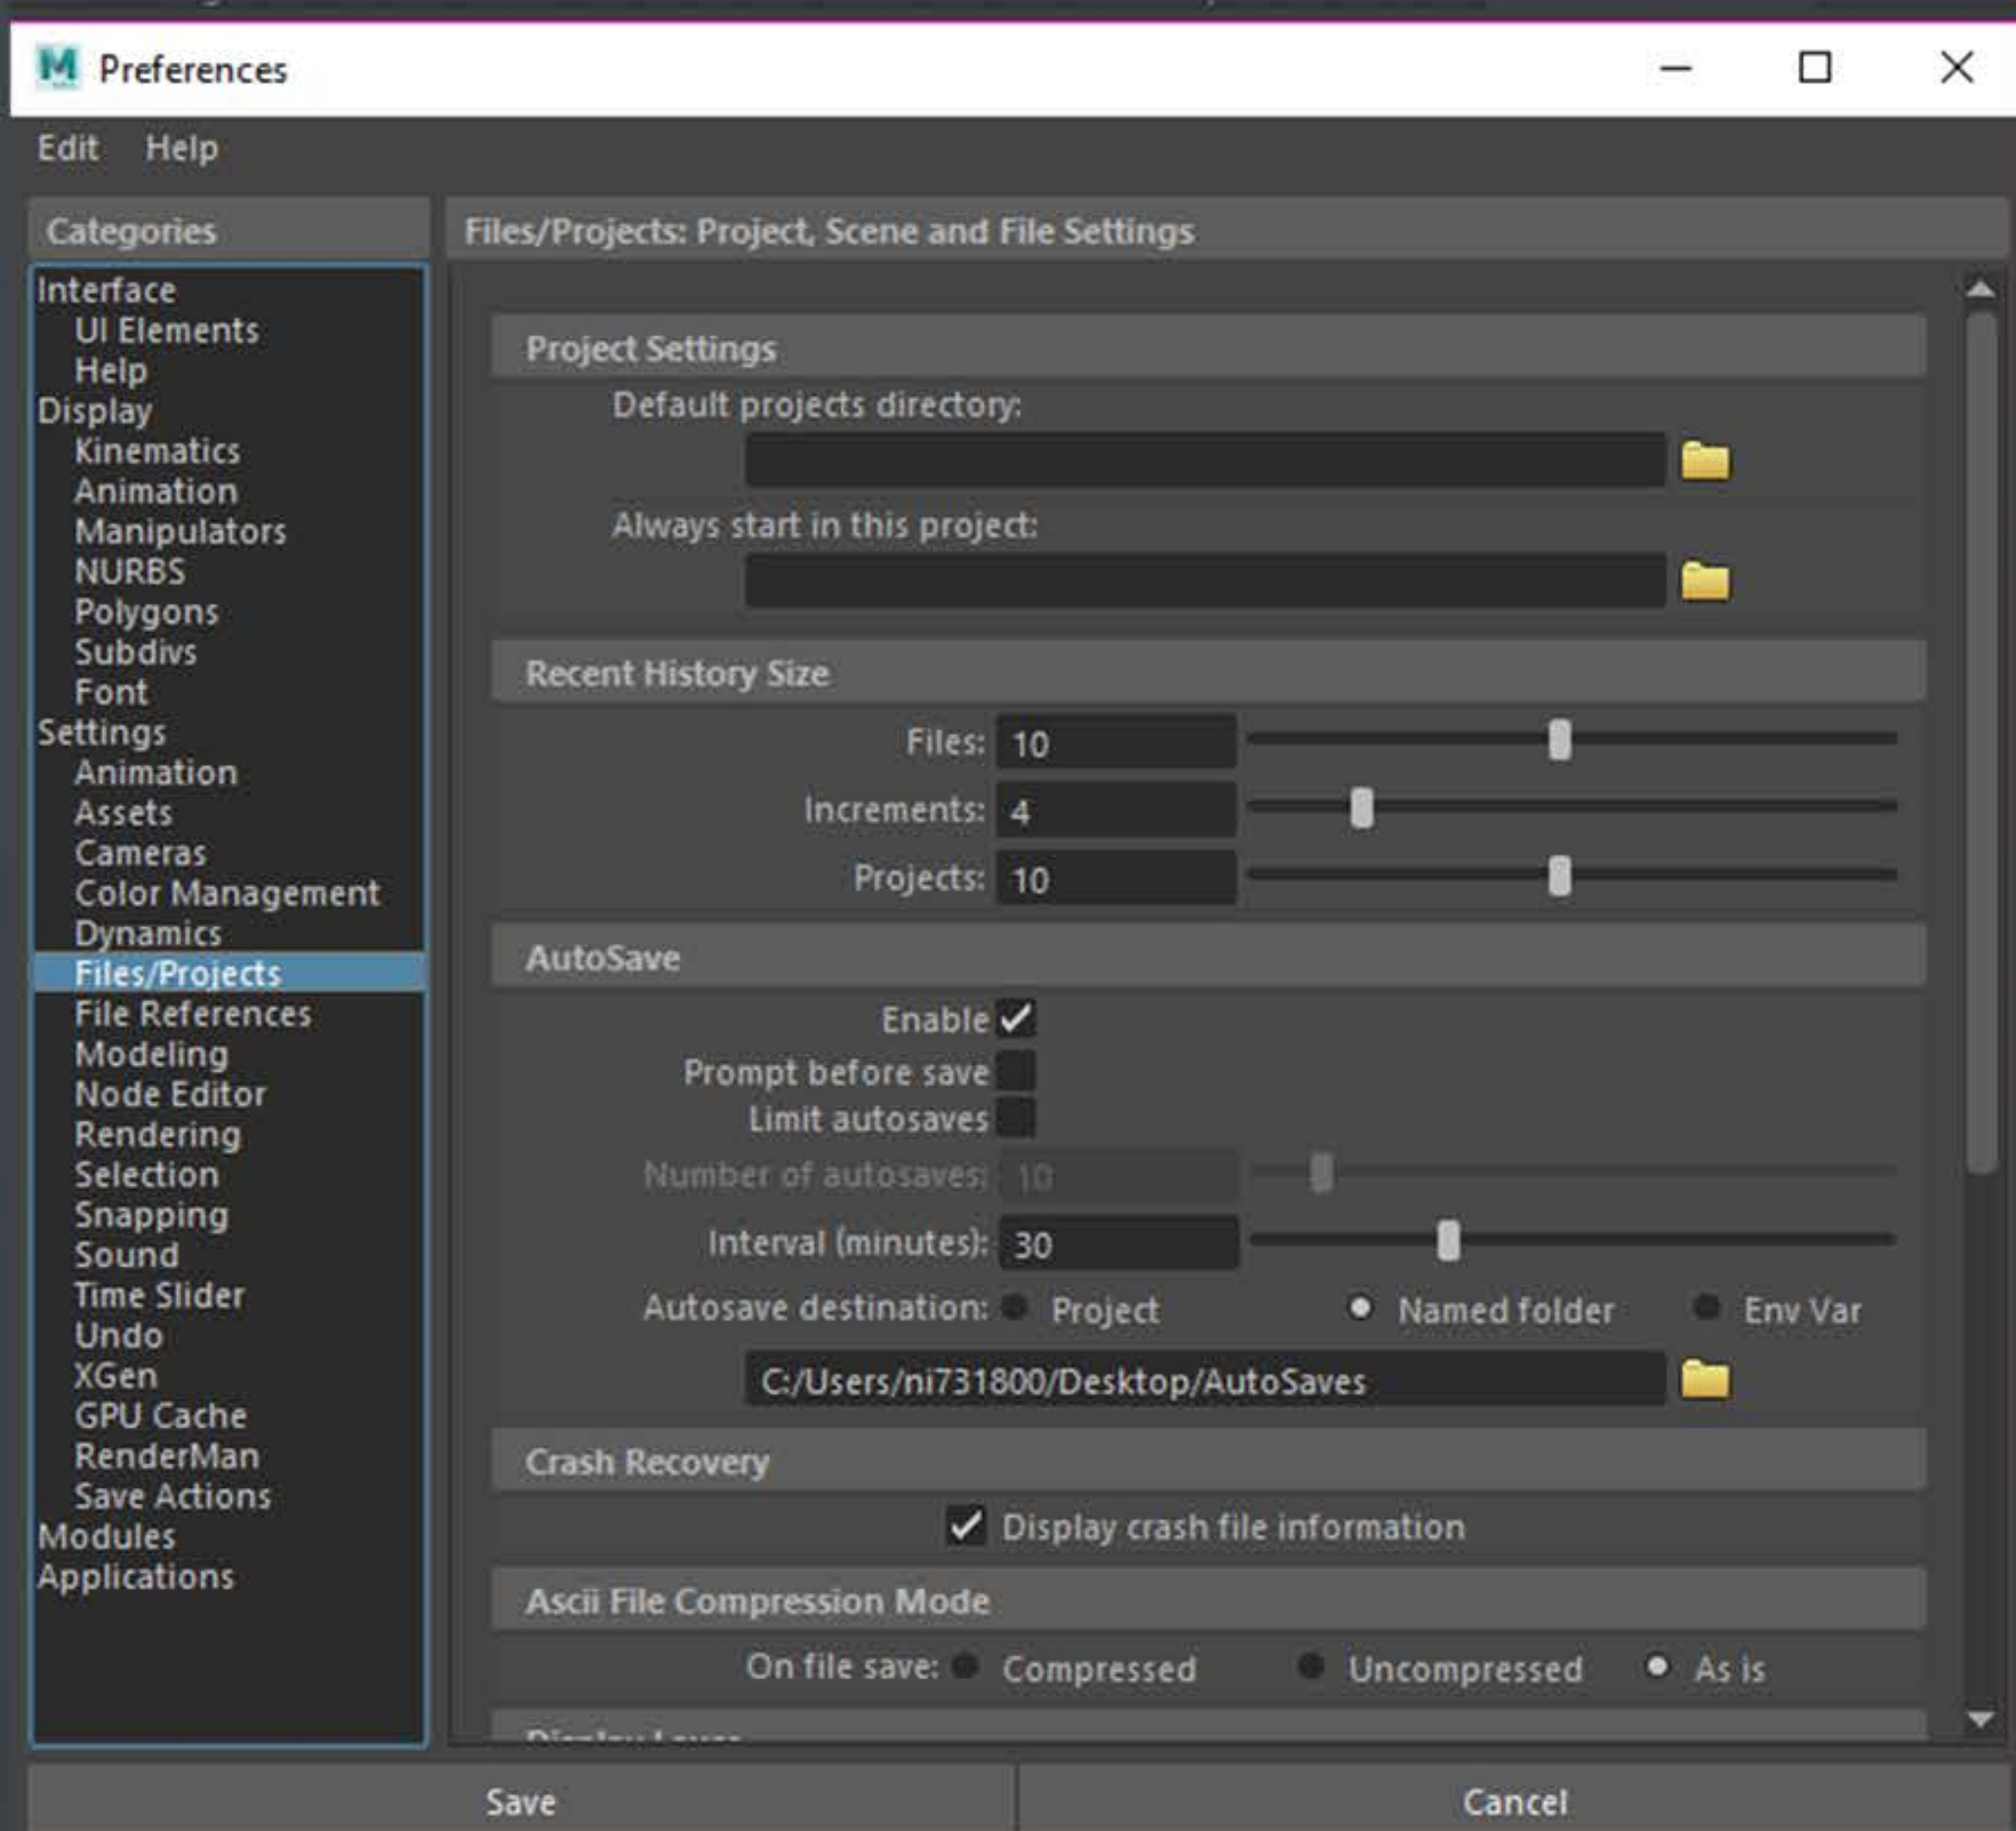 Preferences
Edit Help
Categories
Interface
UI Elements
Help
Display
Kinematics
Animation
Manipulators
NURBS
Polygons
Subdivs
Font
Settings
Animation
Assets
Cameras
Color Management
Dynamics
Files/Projects
File References
Modeling
Node Editor
Rendering
Selection
Snapping
Sound
Time Slider
Undo
XGen
GPU Cache
RenderMan
Save Actions
Modules
Applications
Files/Projects: Project, Scene and File Settings
Project Settings
Default projects directory:
Always start in this project:
Recent History Size
Files: 10
Increments: 4
Projects: 10
AutoSave
Enable
Prompt before save
Limit autosaves
Number of autosaves: 10
Interval (minutes): 30
Autosave destination: Project Named folder Env Var
C:/Users/ni731800/Desktop/AutoSaves
Crash Recovery
Display crash file information
Ascii File Compression Mode
On file save: Compressed Uncompressed As is
Save Cancel